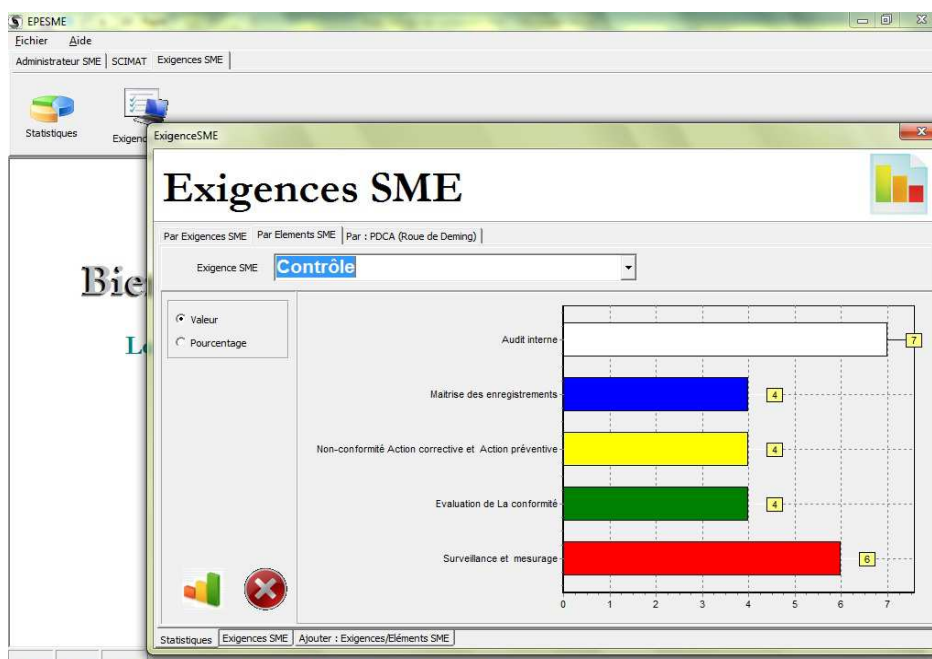 EPESME
Fichier Aide
Administrateur SME SCIMAT Exigences SME
Statistiques
ExigenceSME
Exigences SME
Par Exigences SME Par Elements SME Par : PDCA (Roue de Deming)
Exigence SME Contrôle
Valeur
Pourcentage
Audit interne 7
Maitrise des enregistrements 4
Non-conformité Action corrective et Action préventive 4
Evaluation de La conformité 4
Surveillance et mesurage 6
0 1 2 3 4 5 6 7
Statistiques Exigences SME Ajouter : Exigences/Eléments SME